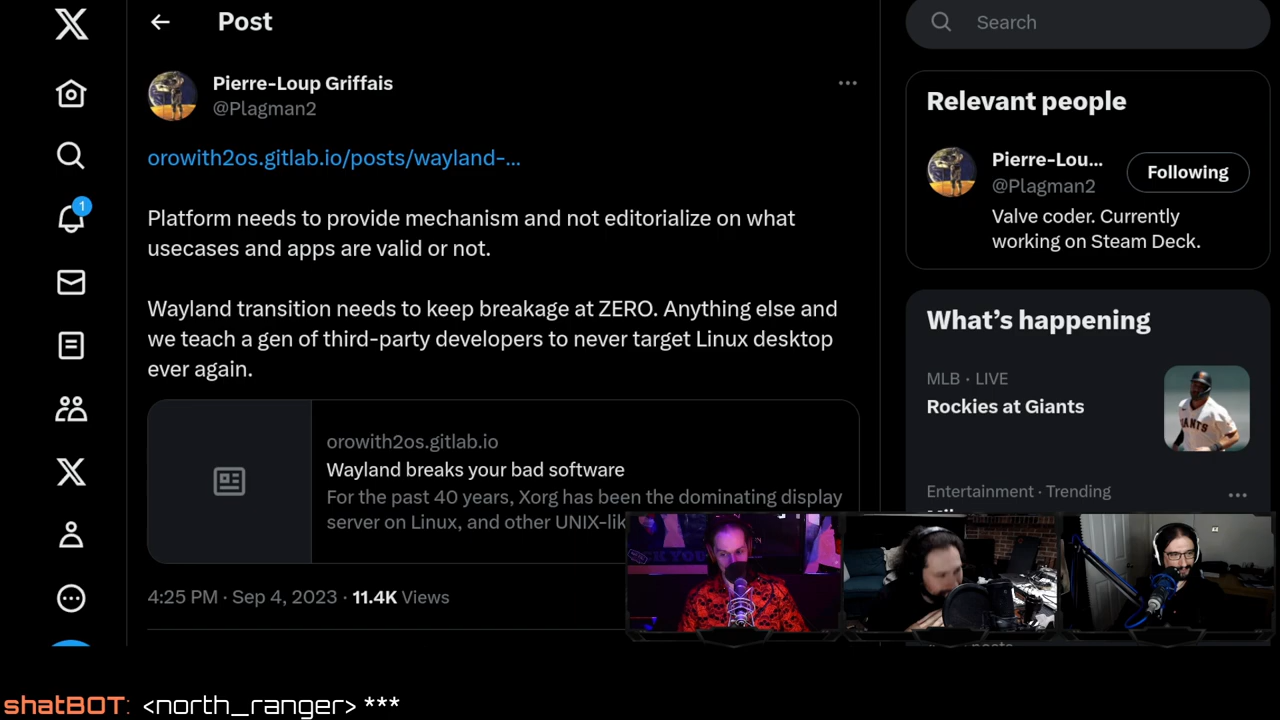 Post
Search
Pierre-Loup Griffais
@Plagman2
orowith2os.gitlab.io/posts/wayland-...
Platform needs to provide mechanism and not editorialize on what
usecases and apps are valid or not.
Wayland transition needs to keep breakage at ZERO. Anything else and
we teach a gen of third-party developers to never target Linux desktop
ever again.
orowith2os.gitlab.io
Wayland breaks your bad software
For the past 40 years, Xorg has been the dominating display
server on Linux, and other UNIX-lik
4:25 PM · Sep 4, 2023 · 11.4K Views
1
Relevant people
Pierre-Lou...
@Plagman2
Following
Valve coder. Currently
working on Steam Deck.
What's happening
MLB · LIVE
Rockies at Giants
GIANTS
Entertainment · Trending
shatBOT: <north_ranger> ***